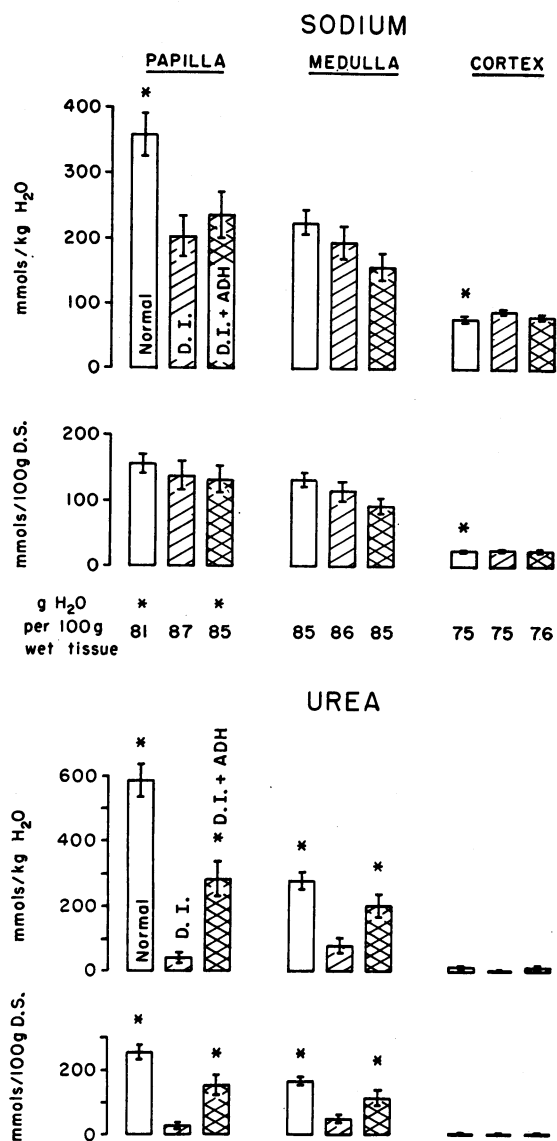 SODIUM
PAPILLA MEDULLA CORTEX
*
400
300
200
100
0
mmols/kg H2O
Normal
D.I.
D.I.+ADH
*
200
100
0
mmols/100g D.S.
*
g H2O * *
per 100g 81 87 85 85 86 85 75 75 76
wet tissue
UREA
*
600
400
200
0
mmols/kg H2O
Normal
D.I.
* D.I.+ ADH
* *
200
0
mmols/100g D.S.
* * * *